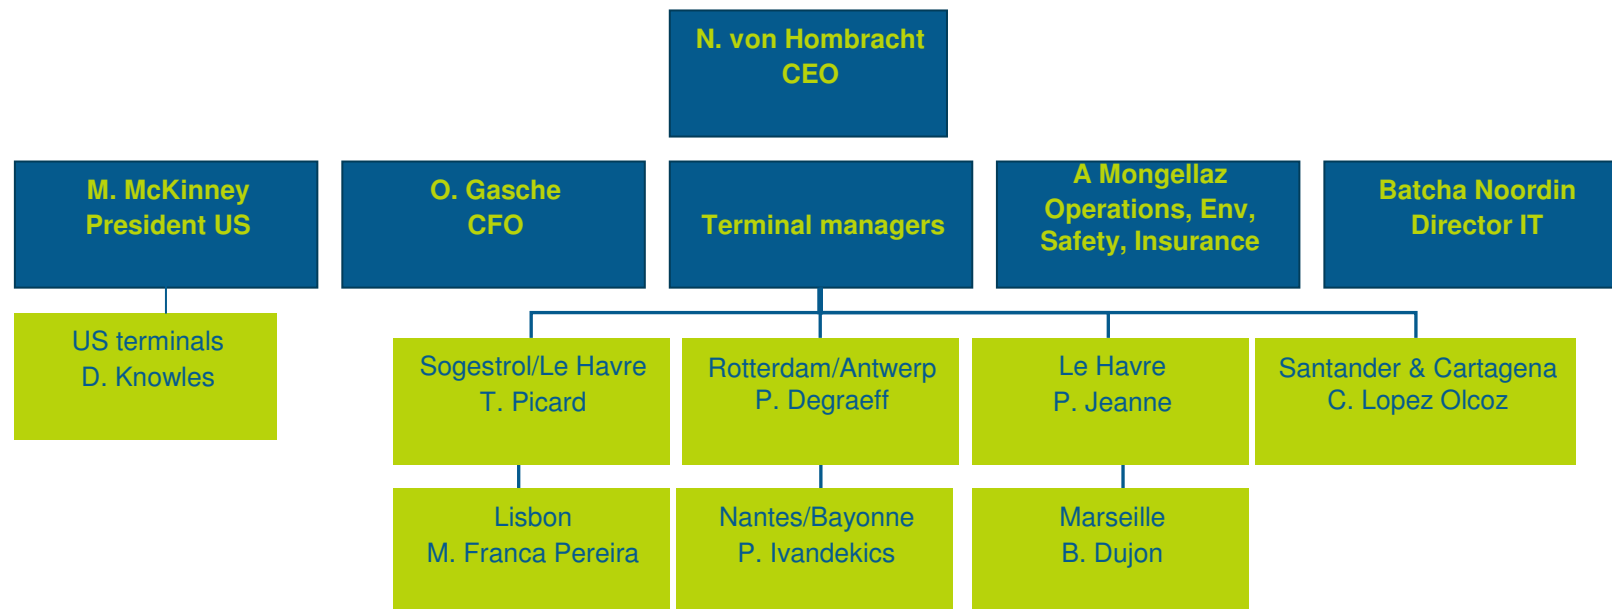 N. von Hombracht
CEO
M. McKinney
President US
O. Gasche
CFO
Terminal managers
A Mongellaz
Operations, Env,
Safety, Insurance
Batcha Noordin
Director IT
US terminals
D. Knowles
Sogestrol/Le Havre
T. Picard
Rotterdam/Antwerp
P. Degraeff
Le Havre
P. Jeanne
Santander & Cartagena
C. Lopez Olcoz
Lisbon
M. Franca Pereira
Nantes/Bayonne
P. Ivandekics
Marseille
B. Dujon